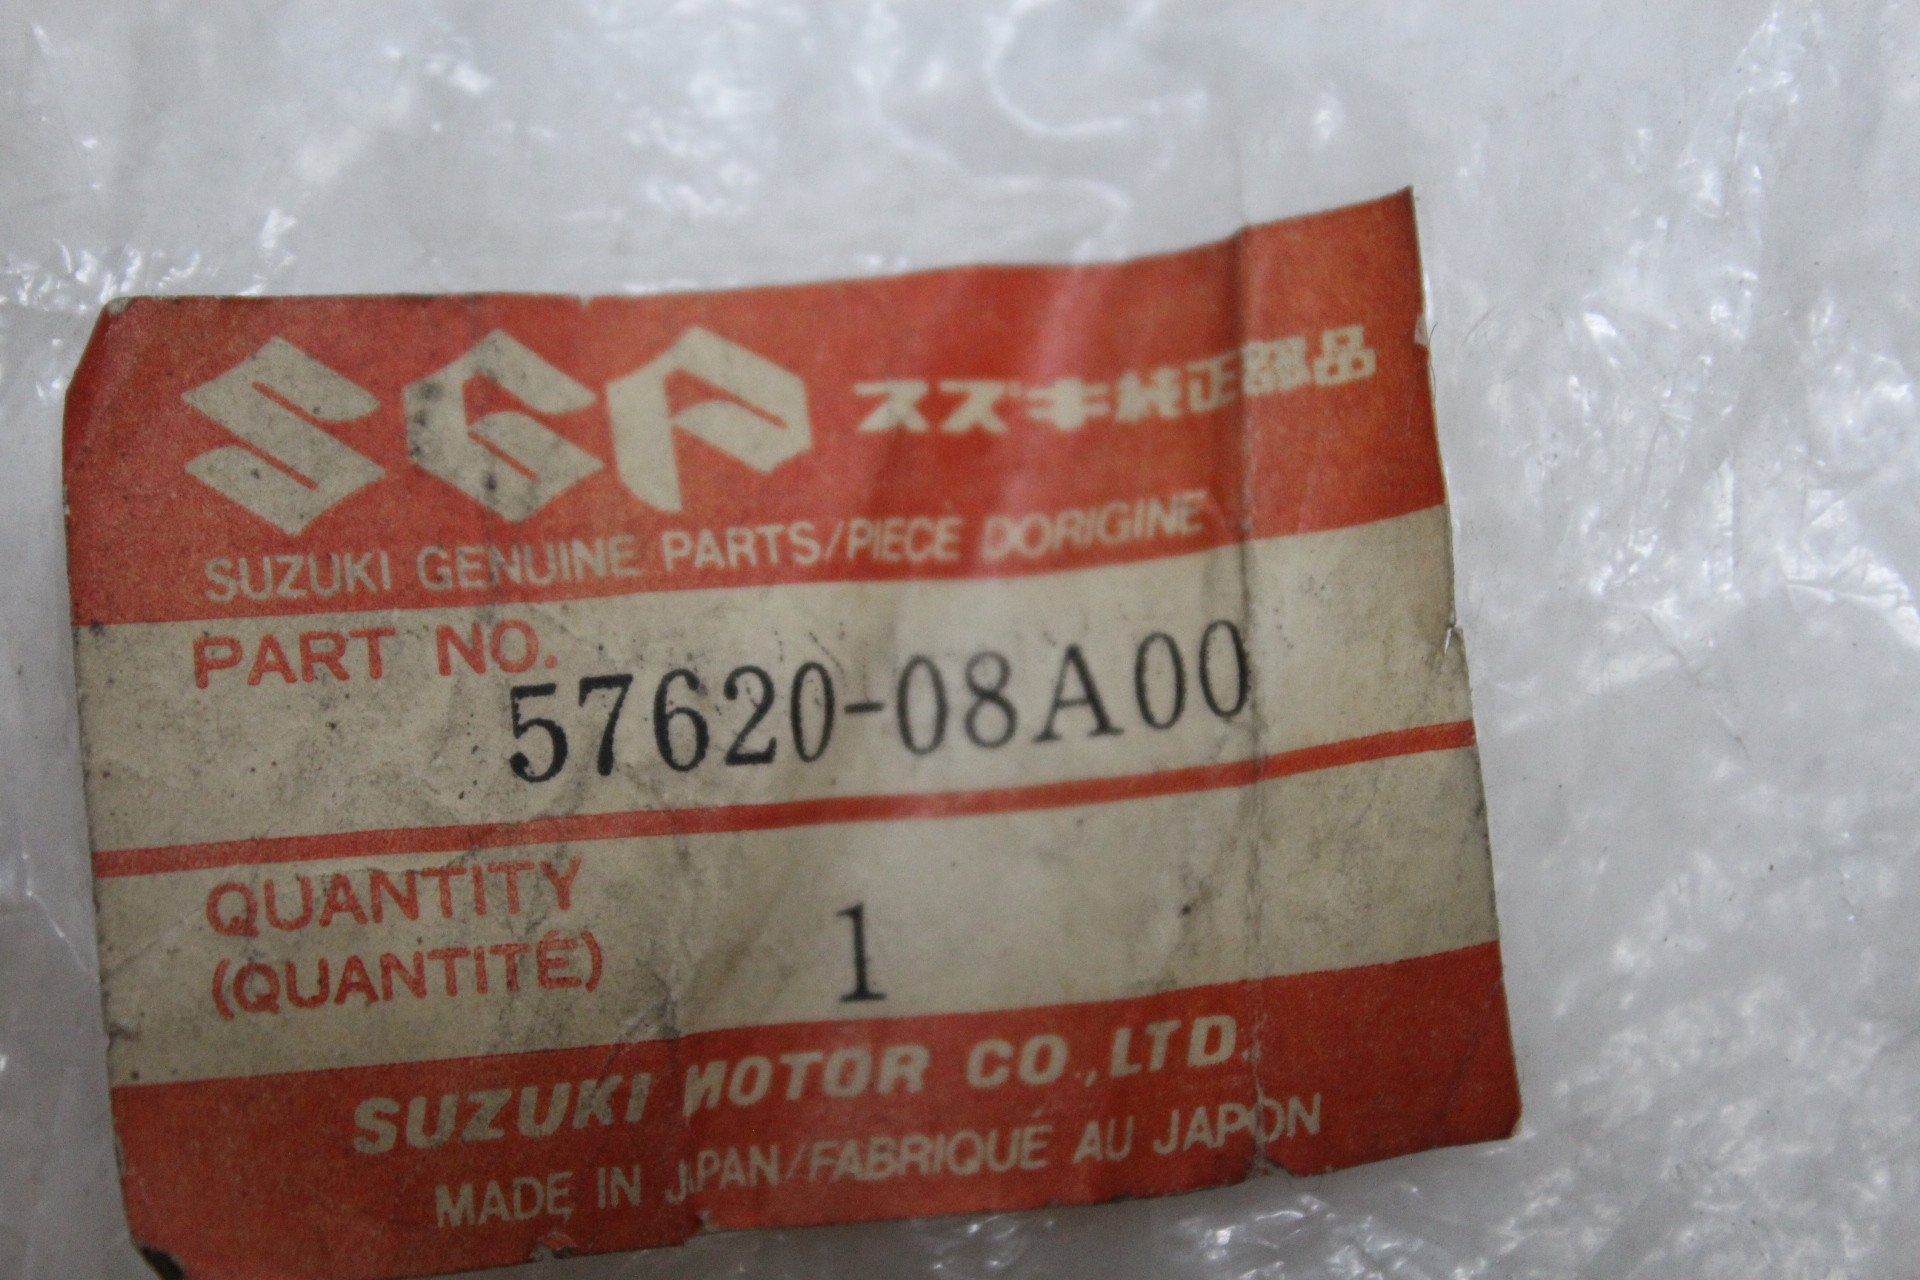 SGP スズキ純正部品
SUZUKI GENUINE PARTS/PIECE DORIGINE
PART NO.
57620-08A00
QUANTITY
(QUANTITÉ)
1
SUZUKI MOTOR CO.,LTD.
MADE IN JAPAN/FABRIQUÉ AU JAPON